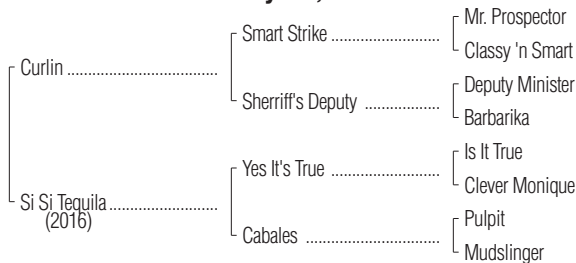 Mr. Prospector
Smart Strike ..............................
Classy 'n Smart
Curlin .........................................
Deputy Minister
Sherriff's Deputy .....................
Barbarika
Is It True
Yes It's True ..............................
Clever Monique
Si Si Tequila ..............................
(2016)
Pulpit
Cabales .....................................
Mudslinger